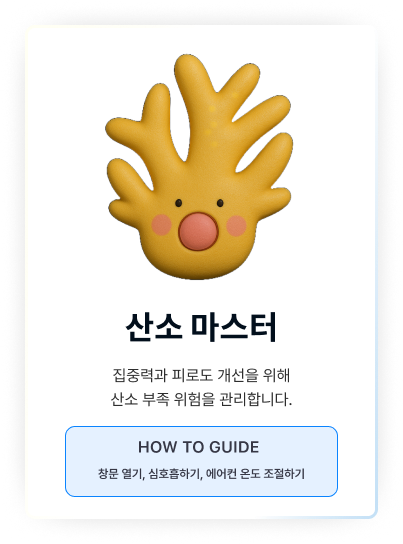 산소 마스터
집중력과 피로도 개선을 위해
산소 부족 위험을 관리합니다.
HOW TO GUIDE
창문 열기, 심호흡하기, 에어컨 온도 조절하기